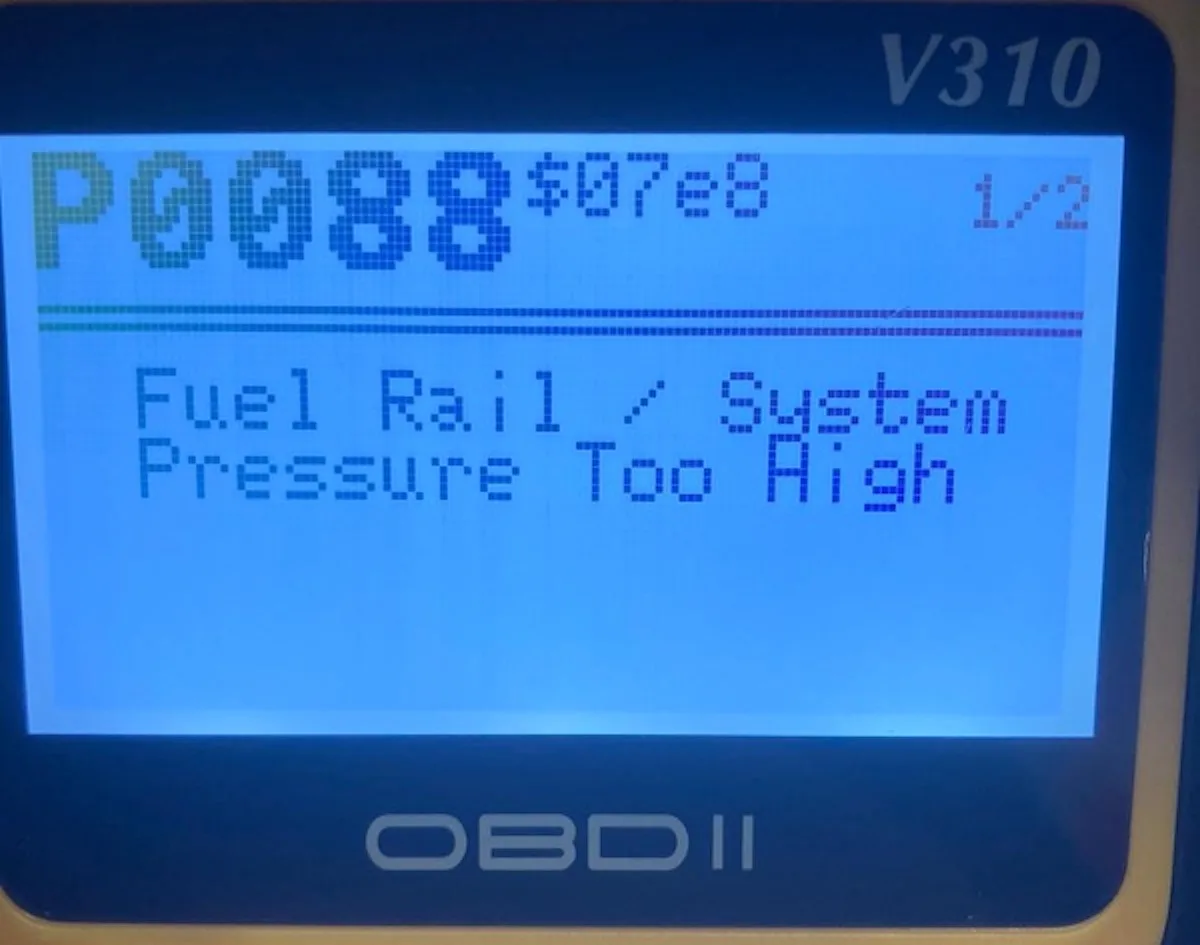 V310
P0088 $07e8 1/2
Fuel Rail / System
Pressure Too High
OBDII